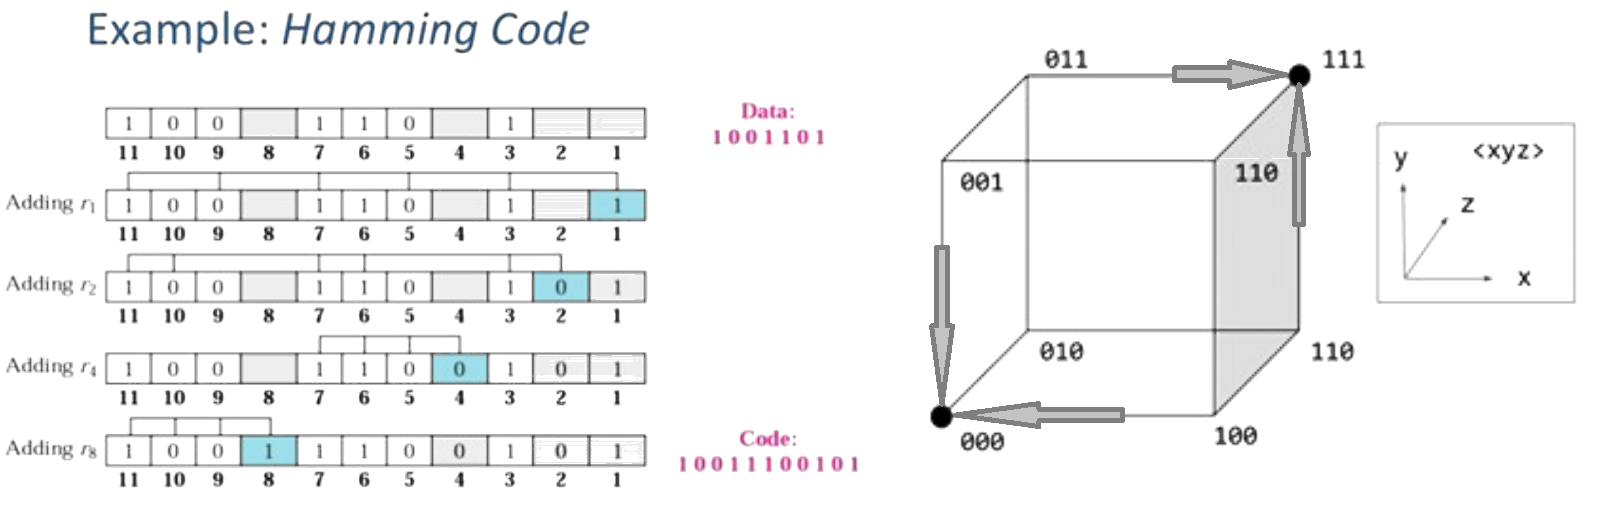 Example: Hamming Code
1 0 0 1 1 0 1
11 10 9 8 7 6 5 4 3 2 1
Data:
1 0 0 1 1 0 1
Adding r1 1 0 0 1 1 0 1 1
11 10 9 8 7 6 5 4 3 2 1
Adding r2 1 0 0 1 1 0 1 0 1
11 10 9 8 7 6 5 4 3 2 1
Adding r4 1 0 0 1 1 0 0 1 0 1
11 10 9 8 7 6 5 4 3 2 1
Adding r8 1 0 0 1 1 1 0 0 1 0 1
11 10 9 8 7 6 5 4 3 2 1
Code:
1 0 0 1 1 1 0 0 1 0 1
011
111
001
110
010
110
000
100
<xyz>
y
z
x